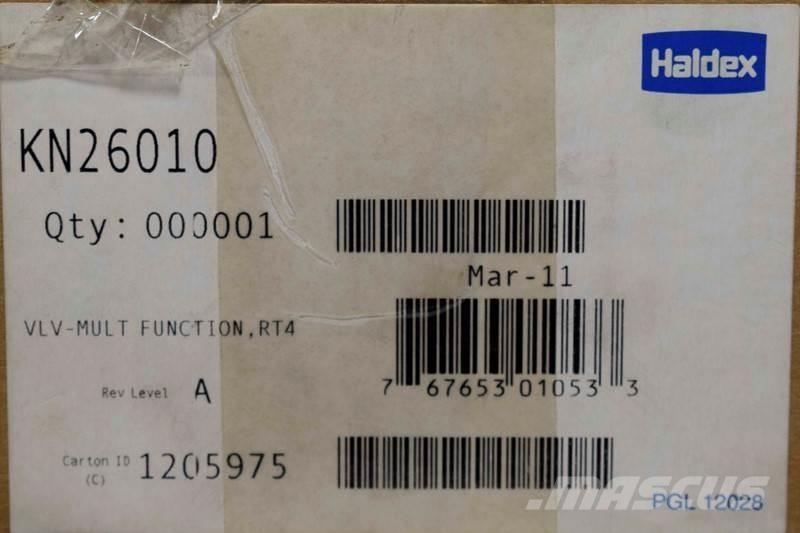 Haldex
KN26010
Qty: 000001
Mar-11
VLV-MULT FUNCTION,RT4
7 67653 01053 3
Rev Level A
Carton ID 1205975
(C)
MASCUS
PGL 12028